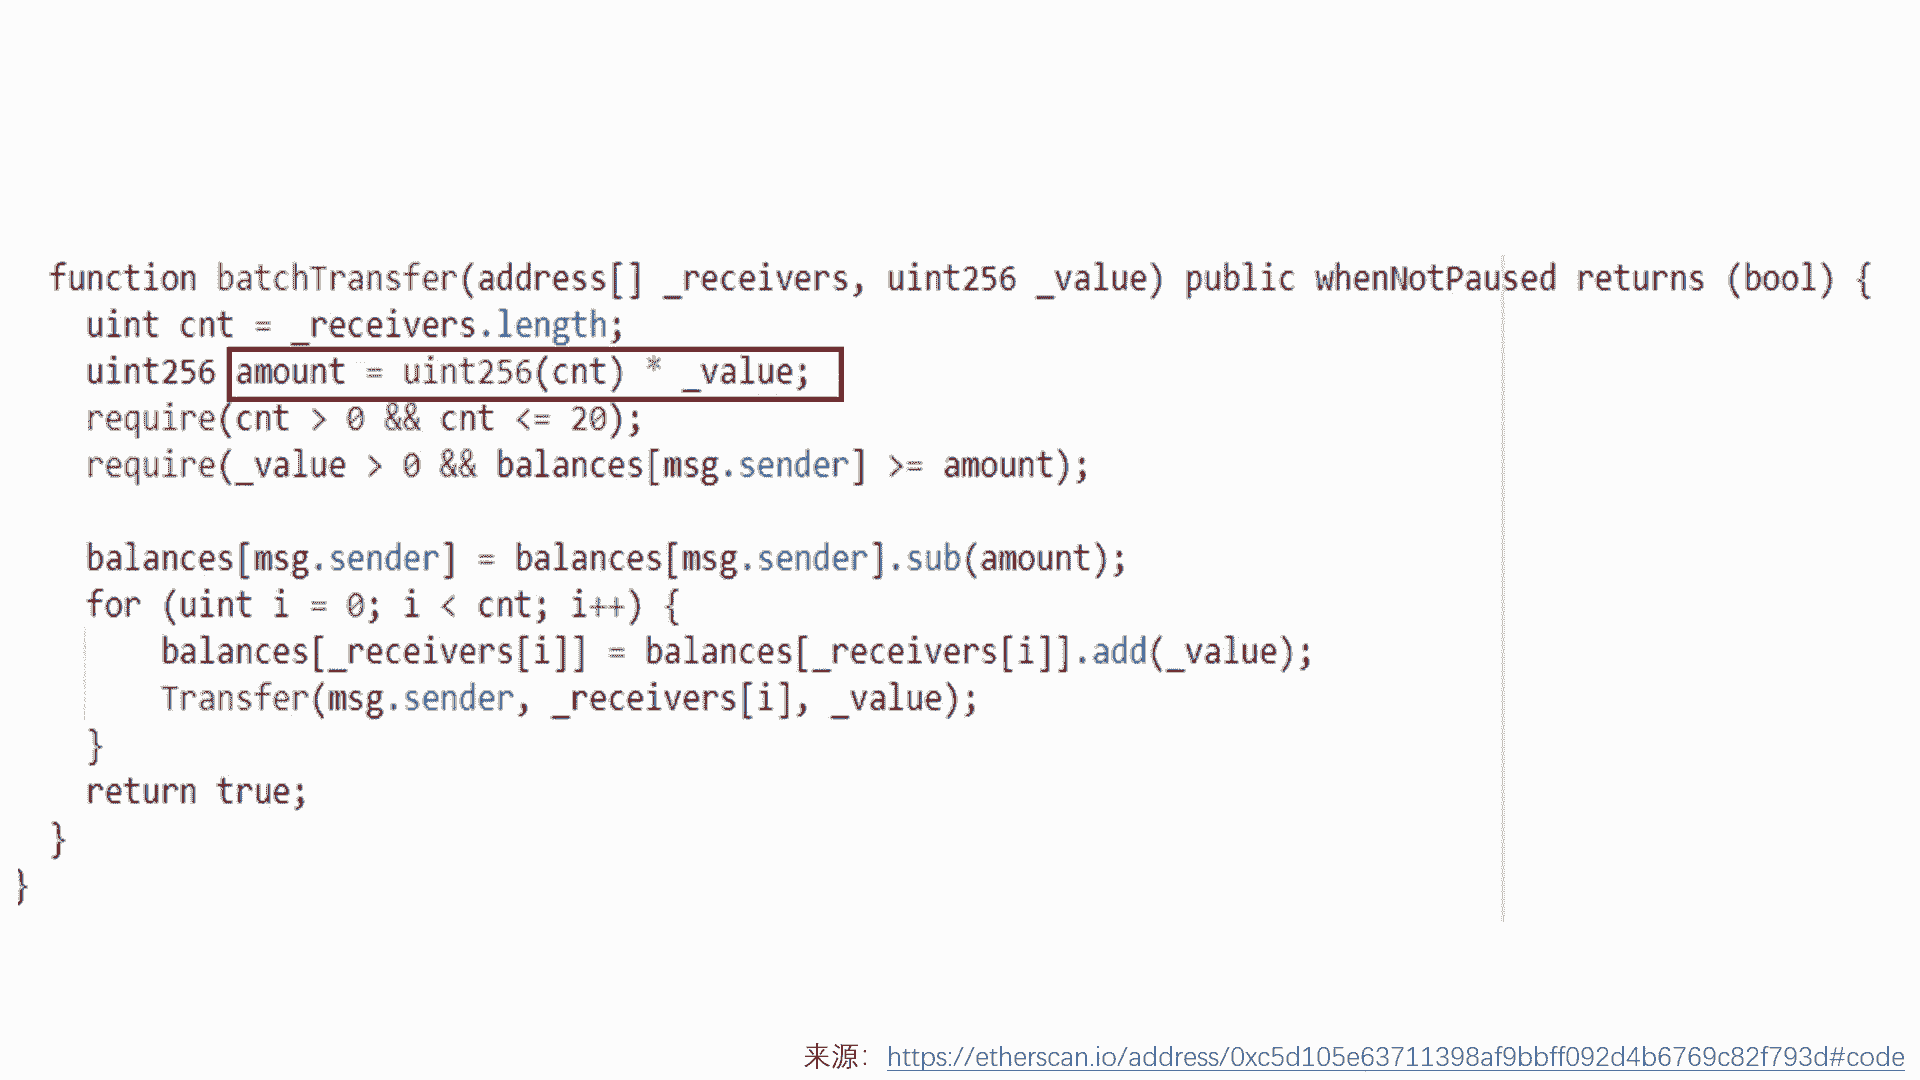 function batchTransfer(address[] _receivers, uint256 _value) public whenNotPaused returns (bool) {
uint cnt = _receivers.length;
uint256 amount = uint256(cnt) * _value;
require(cnt > 0 && cnt <= 20);
require(_value > 0 && balances[msg.sender] >= amount);
balances[msg.sender] = balances[msg.sender].sub(amount);
for (uint i = 0; i < cnt; i++) {
balances[_receivers[i]] = balances[_receivers[i]].add(_value);
Transfer(msg.sender, _receivers[i], _value);
}
return true;
}
}
来源：https://etherscan.io/address/0xc5d105e63711398af9bbff092d4b6769c82f793d#code